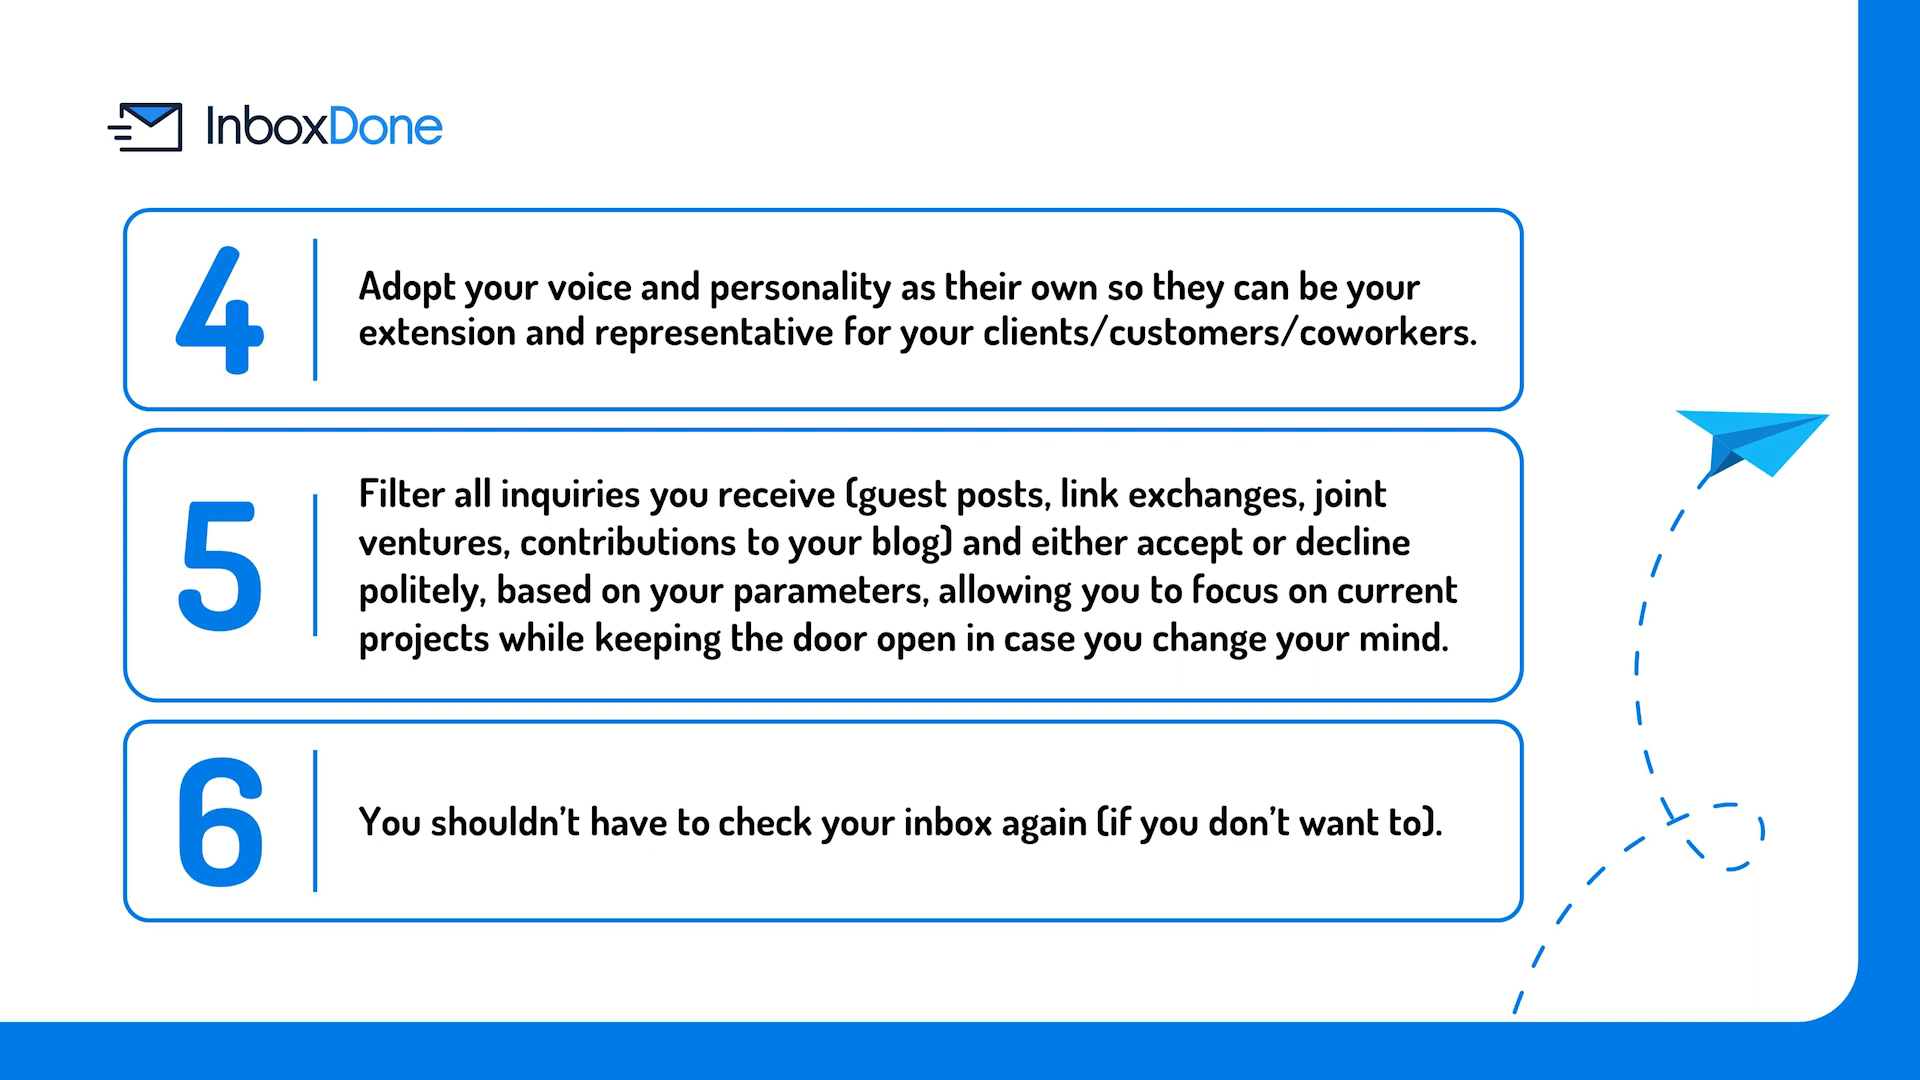 InboxDone
4
Adopt your voice and personality as their own so they can be your
extension and representative for your clients/customers/coworkers.
5
Filter all inquiries you receive (guest posts, link exchanges, joint
ventures, contributions to your blog) and either accept or decline
politely, based on your parameters, allowing you to focus on current
projects while keeping the door open in case you change your mind.
6
You shouldn’t have to check your inbox again (if you don’t want to).